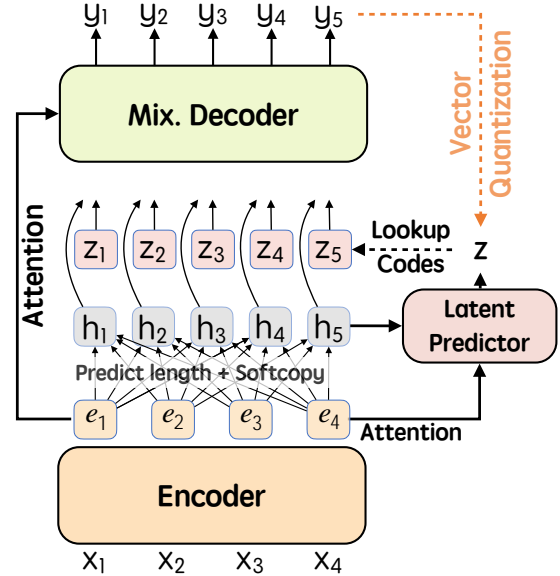 y1 y2 y3 y4 y5
Mix. Decoder
Vector
Quantization
Attention
z1 z2 z3 z4 z5
Lookup
Codes
z
h1 h2 h3 h4 h5
Latent
Predictor
Predict length + Softcopy
e1 e2 e3 e4
Attention
Encoder
x1 x2 x3 x4